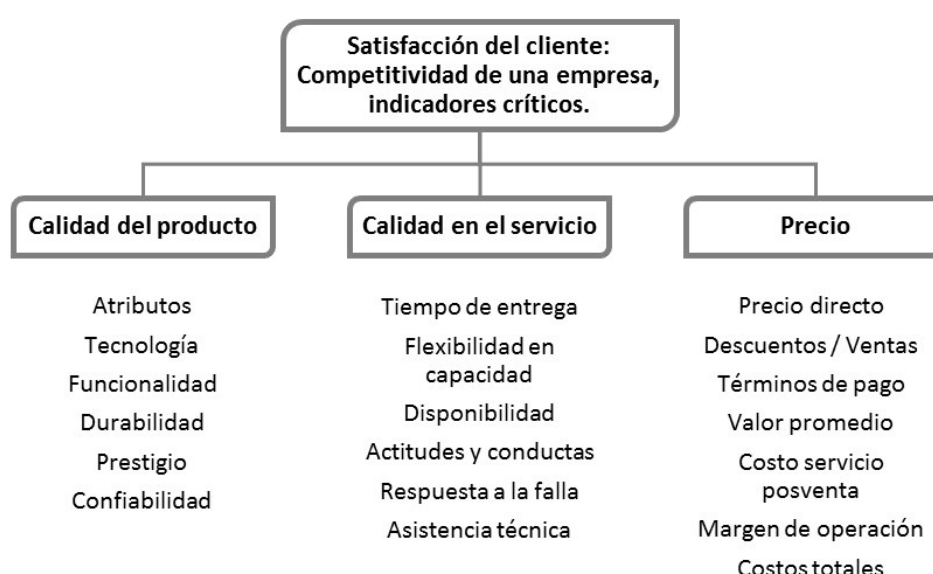 Satisfacción del cliente:
Competitividad de una empresa,
indicadores críticos.
Calidad del producto
Atributos
Tecnología
Funcionalidad
Durabilidad
Prestigio
Confiabilidad
Calidad en el servicio
Tiempo de entrega
Flexibilidad en
capacidad
Disponibilidad
Actitudes y conductas
Respuesta a la falla
Asistencia técnica
Precio
Precio directo
Descuentos / Ventas
Términos de pago
Valor promedio
Costo servicio
posventa
Margen de operación
Costos totales